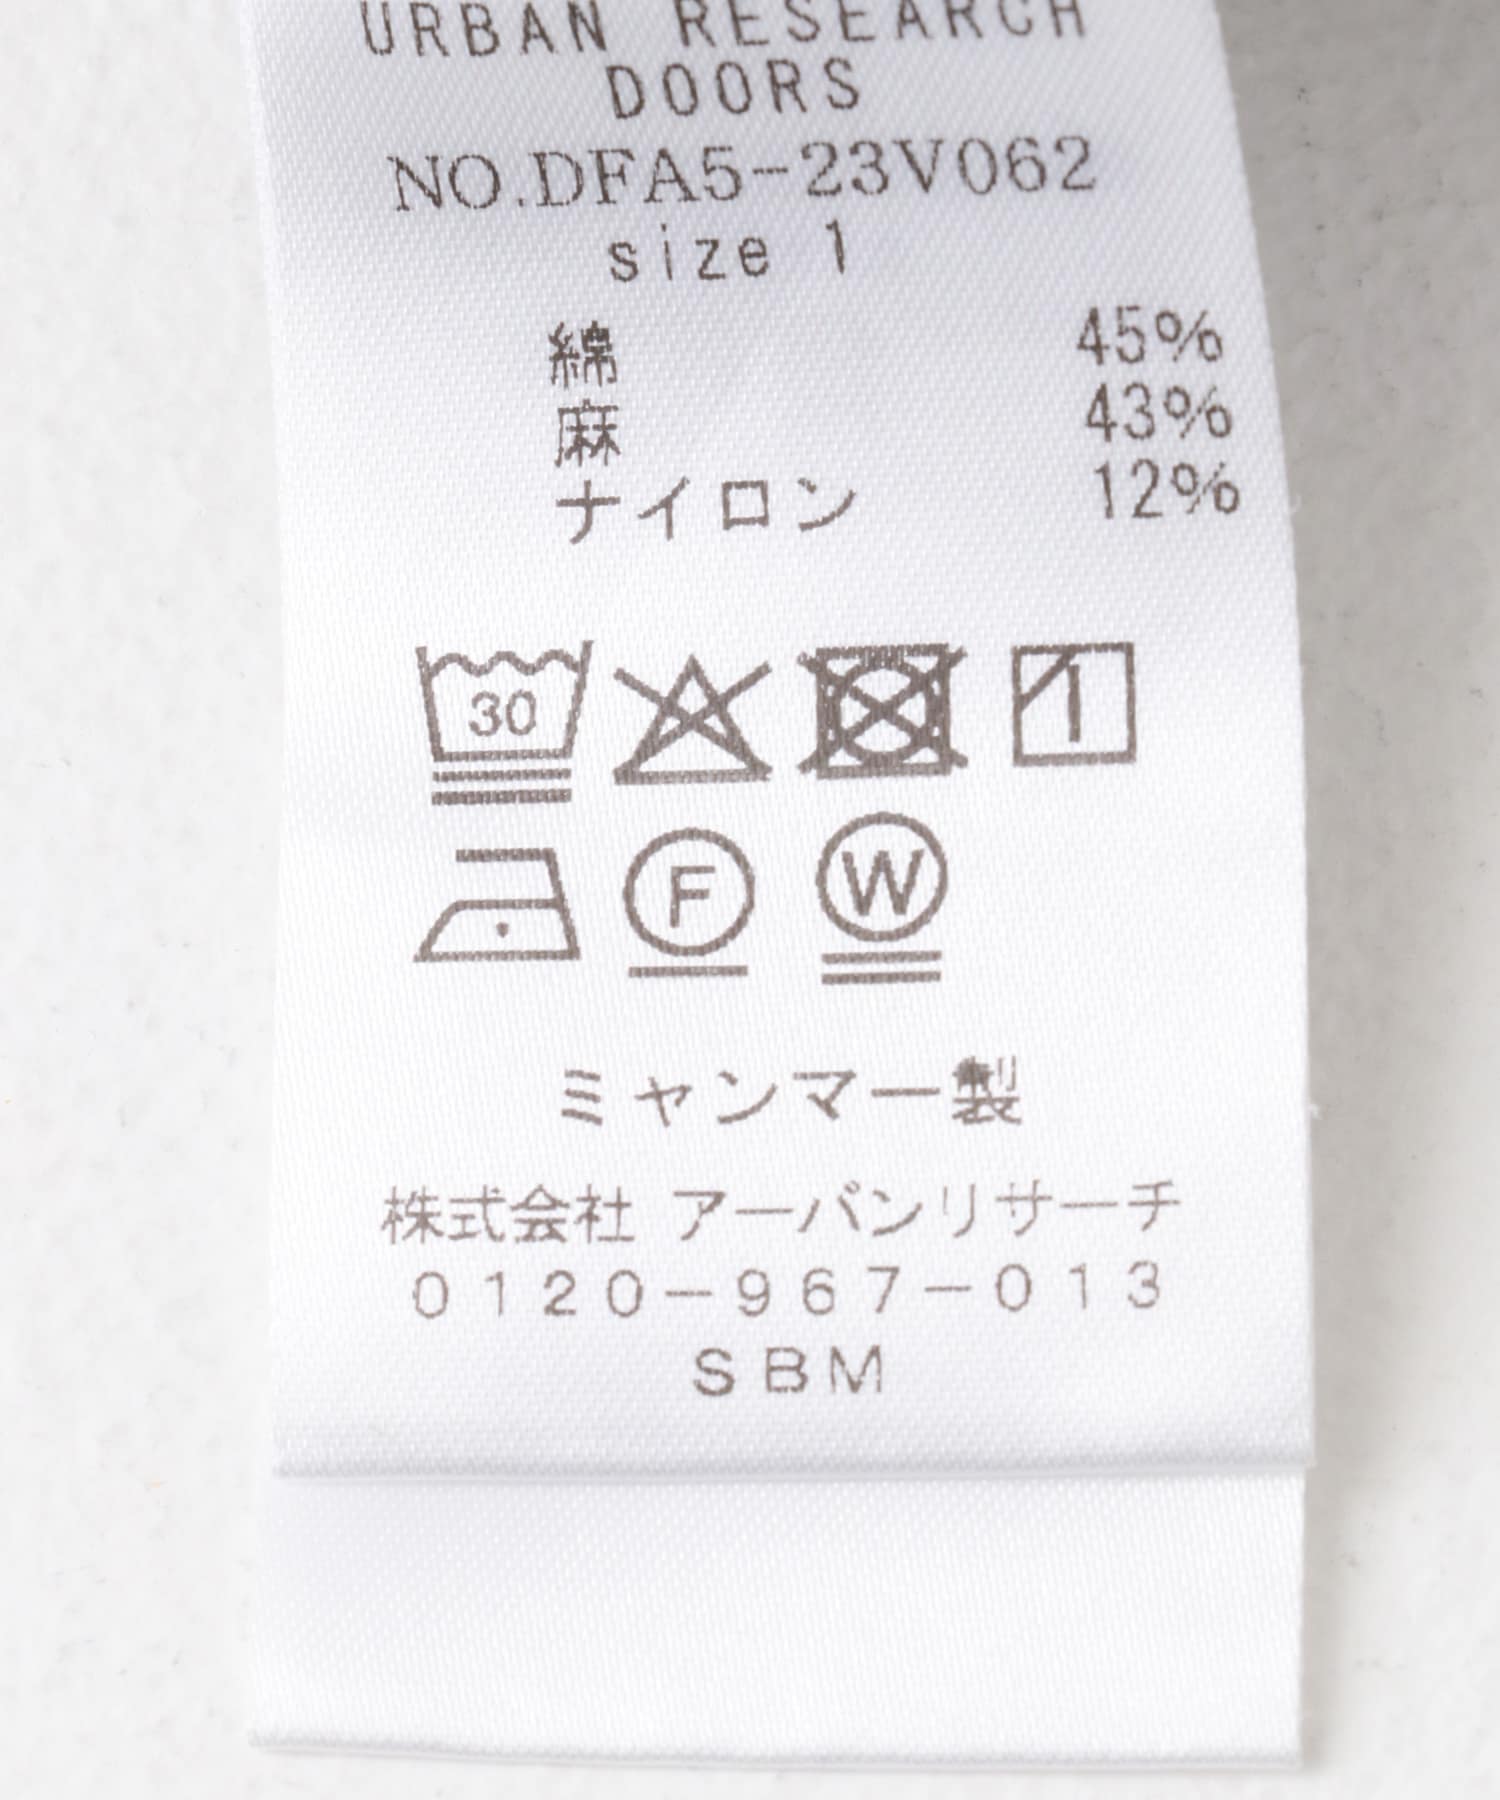 URBAN RESEARCH
DOORS
NO.DFA5-23V062
size 1
綿 45%
麻 43%
ナイロン 12%
30
F
W
ミャンマー製
株式会社 アーバンリサーチ
0120-967-013
SBM